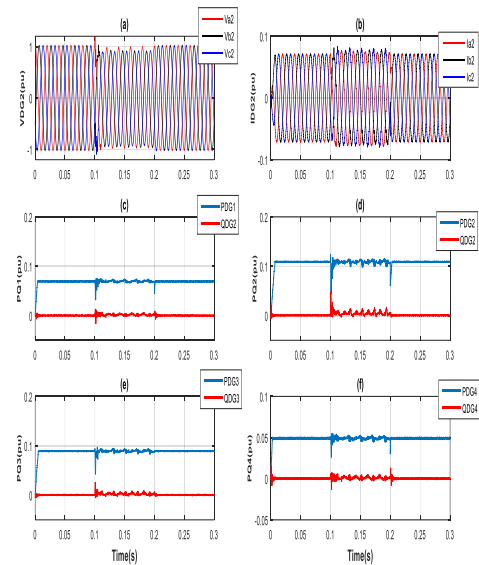 (a)
Va2
Vb2
Vc2
VDG2(pu)
1
0
-1
0 0.05 0.1 0.15 0.2 0.25 0.3
(b)
Ia2
Ib2
Ic2
IDG2(pu)
0.1
0
-0.1
0 0.05 0.1 0.15 0.2 0.25 0.3
(c)
PDG1
QDG2
PQ1(pu)
0.2
0.1
0
0 0.05 0.1 0.15 0.2 0.25 0.3
(d)
PDG2
QDG2
PQ2(pu)
0.2
0.1
0
0 0.05 0.1 0.15 0.2 0.25 0.3
(e)
PDG3
QDG3
PQ3(pu)
0.2
0.1
0
0 0.05 0.1 0.15 0.2 0.25 0.3
Time(s)
(f)
PDG4
QDG4
PQ4(pu)
0.1
0.05
0
-0.05
0 0.05 0.1 0.15 0.2 0.25 0.3
Time(s)